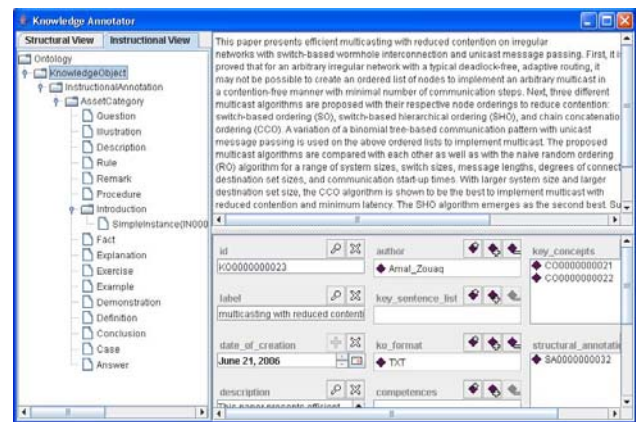 Knowledge Annotator
Structural View Instructional View
Ontology
KnowledgeObject
InstructionalAnnotation
AssetCategory
Question
Illustration
Description
Rule
Remark
Procedure
Introduction
SimpleInstance(IN000
Fact
Explanation
Exercise
Example
Demonstration
Definition
Conclusion
Case
Answer
This paper presents efficient multicasting with reduced contention on irregular
networks with switch-based wormhole interconnection and unicast message passing. First, it is
proved that for an arbitrary irregular network with a typical deadlock-free, adaptive routing, it
may not be possible to create an ordered list of nodes to implement an arbitrary multicast in
a contention-free manner with minimal number of communication steps. Next, three different
multicast algorithms are proposed with their respective node orderings to reduce contention:
switch-based ordering (SO), switch-based hierarchical ordering (SHO), and chain concatenatio
ordering (CCO). A variation of a binomial tree-based communication pattern with unicast
message passing is used on the above ordered lists to implement multicast. The proposed
multicast algorithms are compared with each other as well as with the naive random ordering
(RO) algorithm for a range of system sizes, switch sizes, message lengths, degrees of connect
destination set sizes, and communication start-up times. With larger system size and larger
destination set size, the CCO algorithm is shown to be the best to implement multicast with
reduced contention and minimum latency. The SHO algorithm emerges as the second best. Su
id
KO0000000023
author
Amal_Zouaq
key_concepts
CO0000000021
CO0000000022
label
multicasting with reduced contenti
key_sentence_list
date_of_creation
June 21, 2006
ko_format
TXT
structural_annotatio
SA0000000032
description
This paper presents efficient
competences